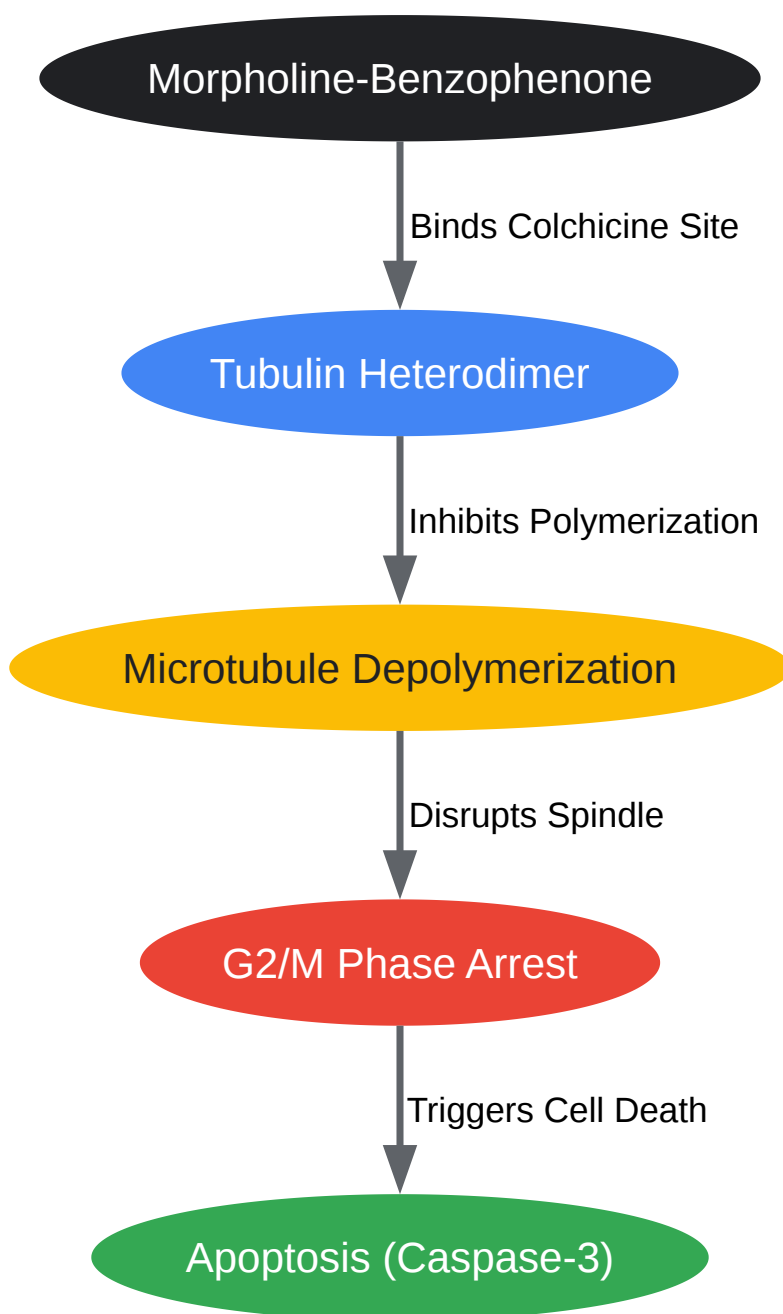 Morpholine-Benzophenone
Binds Colchicine Site
Tubulin Heterodimer
Inhibits Polymerization
Microtubule Depolymerization
Disrupts Spindle
G2/M Phase Arrest
Triggers Cell Death
Apoptosis (Caspase-3)